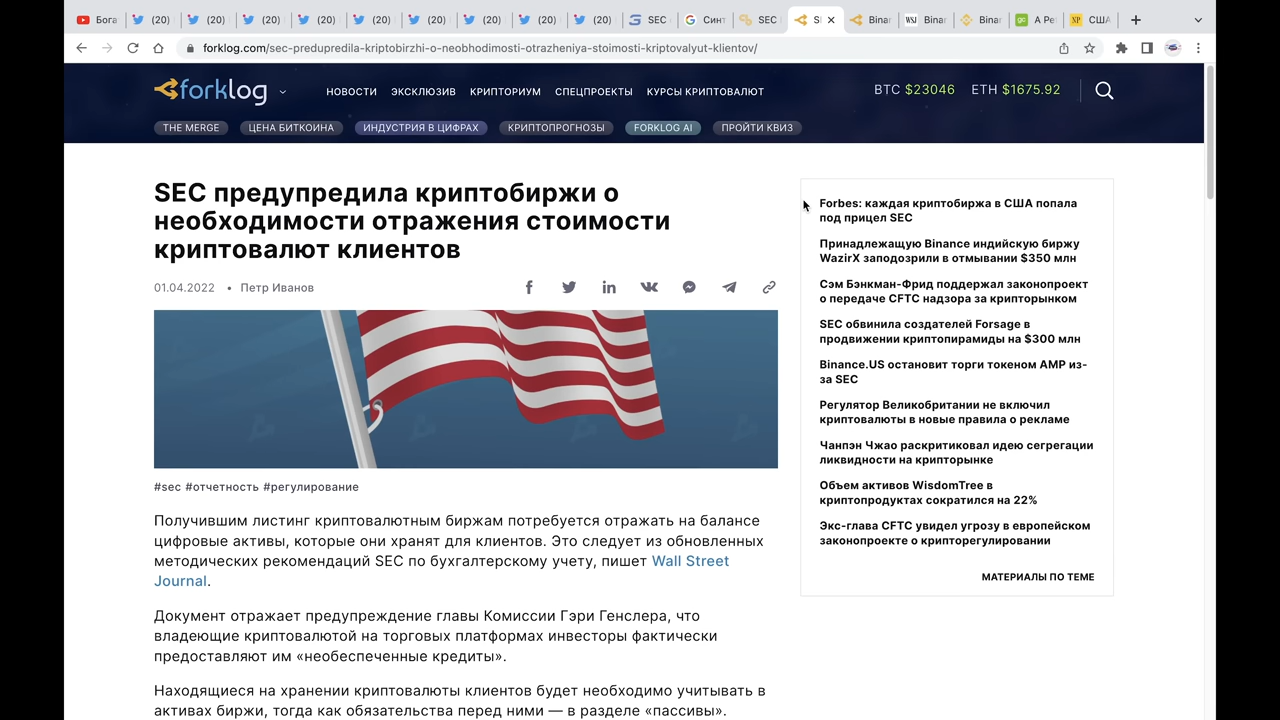 Бога
(20)
(20)
(20)
(20)
(20)
(20)
(20)
(20)
(20)
SEC
Синт
SEC
SI
Binar
WSJ Binar
Binar
gc A Pe
NP США
forklog.com/sec-predupredila-kriptobirzhi-o-neobhodimosti-otrazheniya-stoimosti-kriptovalyut-klientov/
forklog
НОВОСТИ ЭКСКЛЮЗИВ КРИПТОРИУМ СПЕЦПРОЕКТЫ КУРСЫ КРИПТОВАЛЮТ
BTC $23046 ETH $1675.92
THE MERGE ЦЕНА БИТКОИНА ИНДУСТРИЯ В ЦИФРАХ КРИПТОПРОГНОЗЫ FORKLOG AI ПРОЙТИ КВИЗ
SEC предупредила криптобиржи о
необходимости отражения стоимости
криптовалют клиентов
01.04.2022 • Петр Иванов
#sec #отчетность #регулирование
Получившим листинг криптовалютным биржам потребуется отражать на балансе
цифровые активы, которые они хранят для клиентов. Это следует из обновленных
методических рекомендаций SEC по бухгалтерскому учету, пишет Wall Street
Journal.
Документ отражает предупреждение главы Комиссии Гэри Генслера, что
владеющие криптовалютой на торговых платформах инвесторы фактически
предоставляют им «необеспеченные кредиты».
Находящиеся на хранении криптовалюты клиентов будет необходимо учитывать в
активах биржи, тогда как обязательства перед ними — в разделе «пассивы».
Forbes: каждая криптобиржа в США попала
под прицел SEC
Принадлежащую Binance индийскую биржу
WazirX заподозрили в отмывании $350 млн
Сэм Бэнкман-Фрид поддержал законопроект
о передаче CFTC надзора за крипторынком
SEC обвинила создателей Forsage в
продвижении криптопирамиды на $300 млн
Binance.US остановит торги токеном AMP из-
за SEC
Регулятор Великобритании не включил
криптовалюты в новые правила о рекламе
Чанпэн Чжао раскритиковал идею сегрегации
ликвидности на крипторынке
Объем активов WisdomTree в
криптопродуктах сократился на 22%
Экс-глава CFTC увидел угрозу в европейском
законопроекте о крипторегулировании
МАТЕРИАЛЫ ПО ТЕМЕ